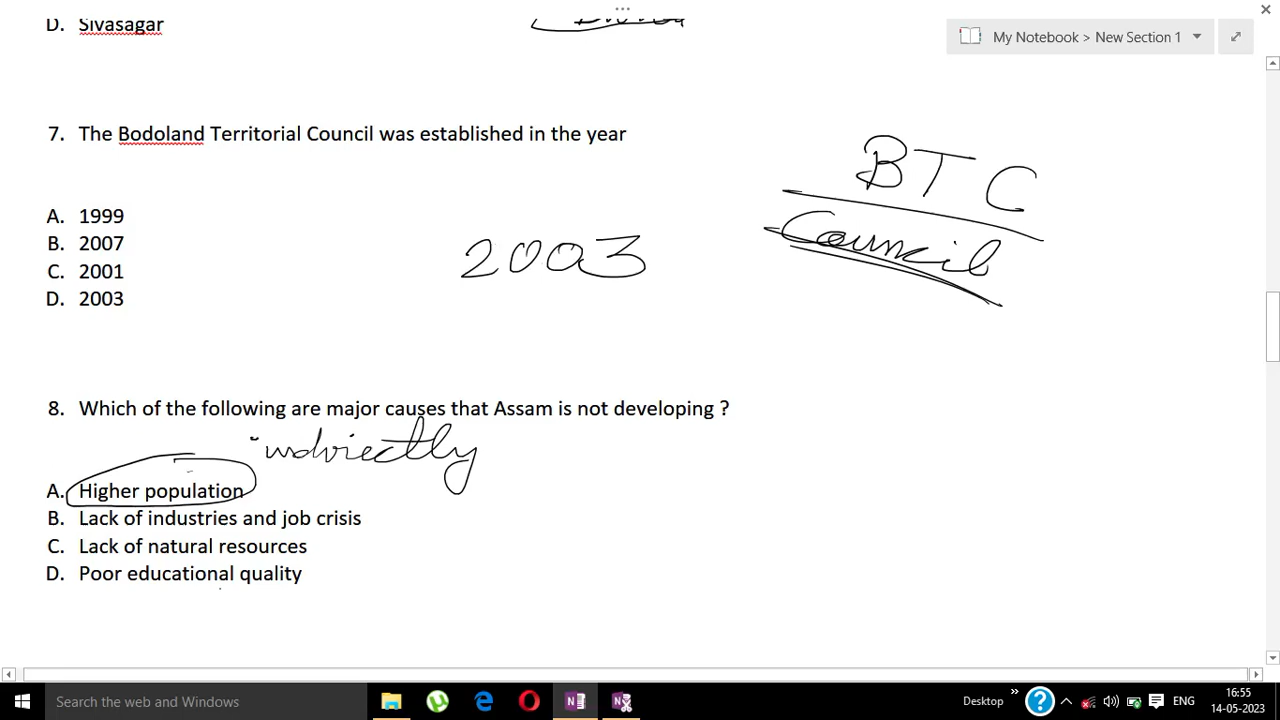 D. Sivasagar
My Notebook > New Section 1
7. The Bodoland Territorial Council was established in the year
BTC
Council
A. 1999
B. 2007
C. 2001
D. 2003
2003
8. Which of the following are major causes that Assam is not developing ?
indirectly
A. Higher population
B. Lack of industries and job crisis
C. Lack of natural resources
D. Poor educational quality
Search the web and Windows
Desktop
ENG
16:55
14-05-2023